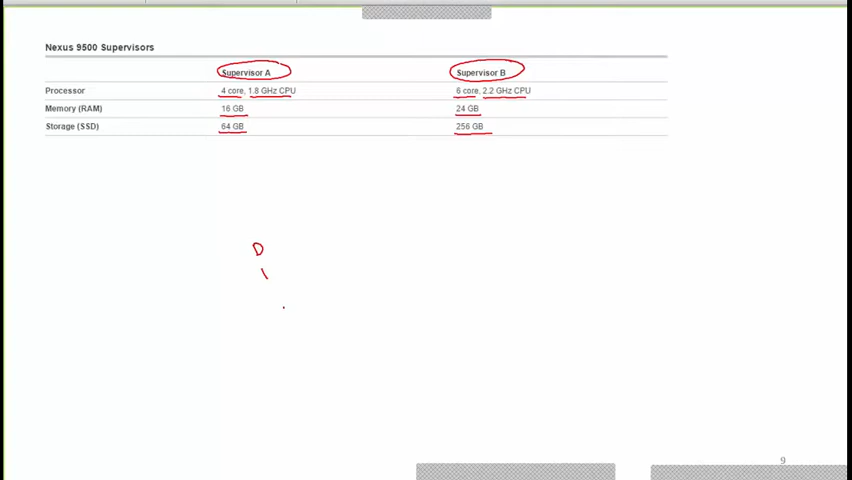 Nexus 9500 Supervisors
Supervisor A Supervisor B
Processor 4 core, 1.8 GHz CPU 6 core, 2.2 GHz CPU
Memory (RAM) 16 GB 24 GB
Storage (SSD) 64 GB 256 GB
D
\
9